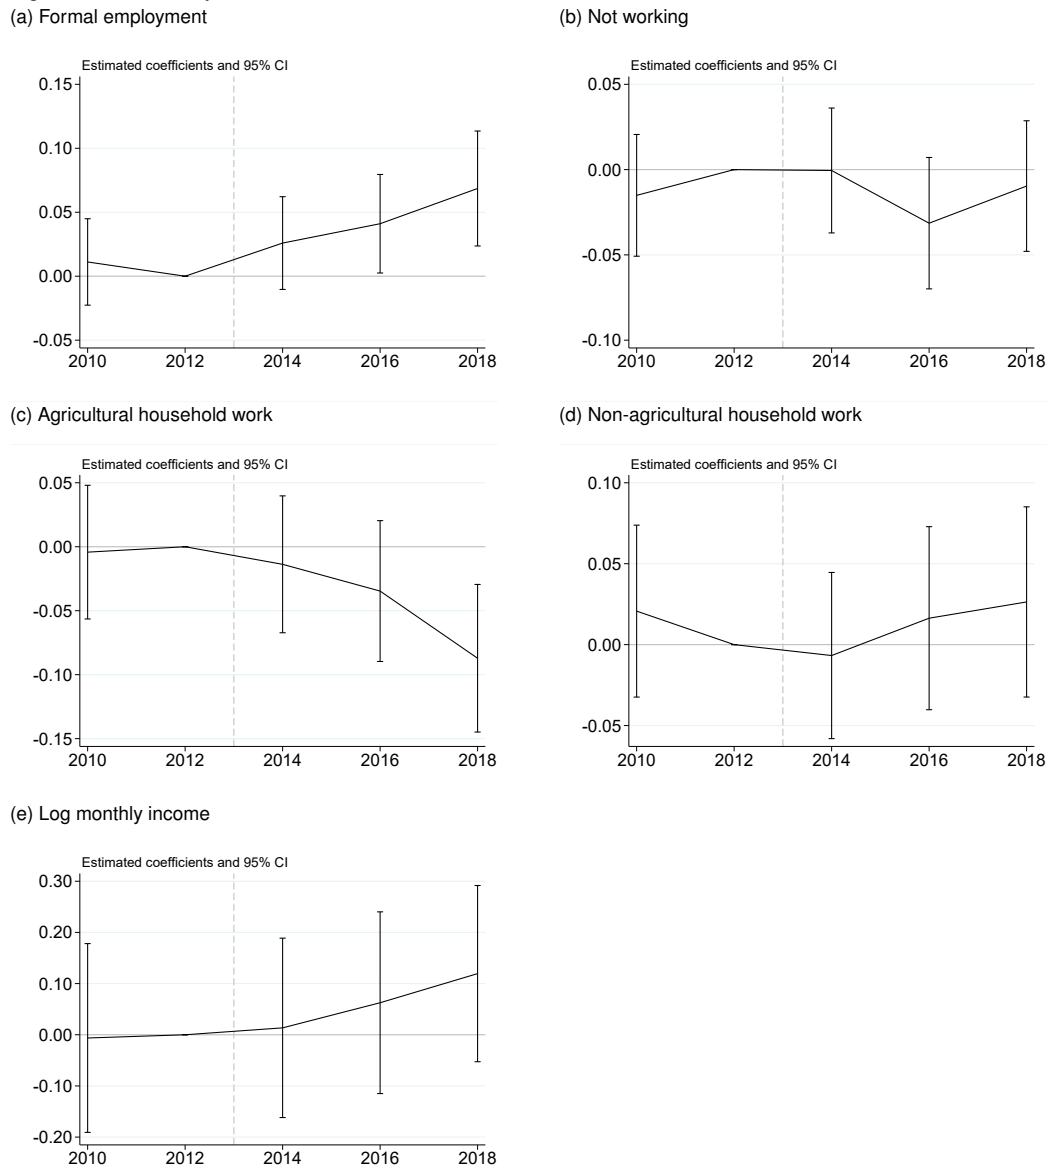 (a) Formal employment
(b) Not working
Estimated coefficients and 95% CI
0.15
0.10
0.05
0.00
-0.05
2010 2012 2014 2016 2018
Estimated coefficients and 95% CI
0.05
0.00
-0.05
-0.10
2010 2012 2014 2016 2018
(c) Agricultural household work
(d) Non-agricultural household work
Estimated coefficients and 95% CI
0.05
0.00
-0.05
-0.10
-0.15
2010 2012 2014 2016 2018
Estimated coefficients and 95% CI
0.10
0.05
0.00
-0.05
2010 2012 2014 2016 2018
(e) Log monthly income
Estimated coefficients and 95% CI
0.30
0.20
0.10
0.00
-0.10
-0.20
2010 2012 2014 2016 2018